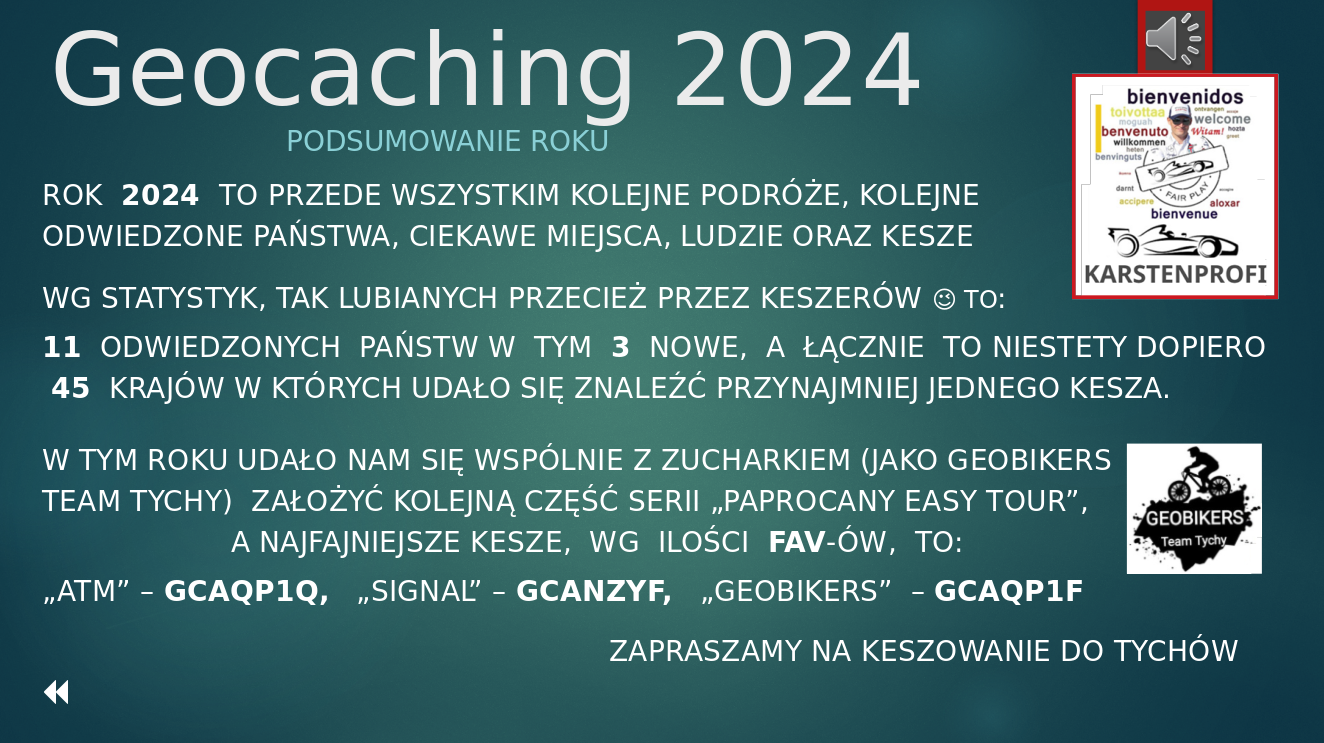 Geocaching 2024
PODSUMOWANIE ROKU
ROK 2024 TO PRZEDE WSZYSTKIM KOLEJNE PODRÓŻE, KOLEJNE
ODWIEDZONE PAŃSTWA, CIEKAWE MIEJSCA, LUDZIE ORAZ KESZE
WG STATYSTYK, TAK LUBIANYCH PRZECIEŻ PRZEZ KESZERÓW 😉 TO:
11 ODWIEDZONYCH PAŃSTW W TYM 3 NOWE, A ŁĄCZNIE TO NIESTETY DOPIERO
45 KRAJÓW W KTÓRYCH UDAŁO SIĘ ZNALEŹĆ PRZYNAJMNIEJ JEDNEGO KESZA.
W TYM ROKU UDAŁO NAM SIĘ WSPÓLNIE Z ZUCHARKIEM (JAKO GEOBIKERS
TEAM TYCHY) ZAŁOŻYĆ KOLEJNĄ CZĘŚĆ SERII „PAPROCANY EASY TOUR”,
A NAJFAJNIEJSZE KESZE, WG ILOŚCI FAV-ÓW, TO:
„ATM” – GCAQP1Q, „SIGNAL” – GCANZYF, „GEOBIKERS” – GCAQP1F
ZAPRASZAMY NA KESZOWANIE DO TYCHÓW
bienvenidos
toivottaa
ontvangen
moguah
welcome
benvenuto
Witam!
hozta
willkommen
greet
heten
benvinguts
darnt
FAIR PLAY
accipere
aloxar
bienvenue
KARSTENPROFI
GEOBIKERS
Team Tychy